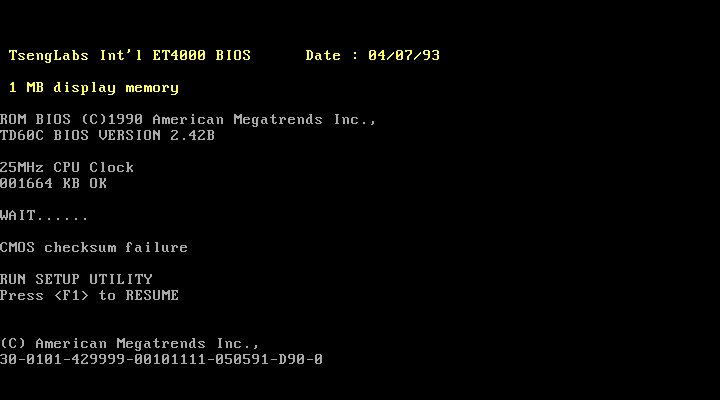 TsengLabs Int'l ET4000 BIOS      Date : 04/07/93
1 MB display memory
ROM BIOS (C)1990 American Megatrends Inc.,
TD60C BIOS VERSION 2.42B
25MHz CPU Clock
001664 KB OK
WAIT......
CMOS checksum failure
RUN SETUP UTILITY
Press <F1> to RESUME
(C) American Megatrends Inc.,
30-0101-429999-00101111-050591-D90-0